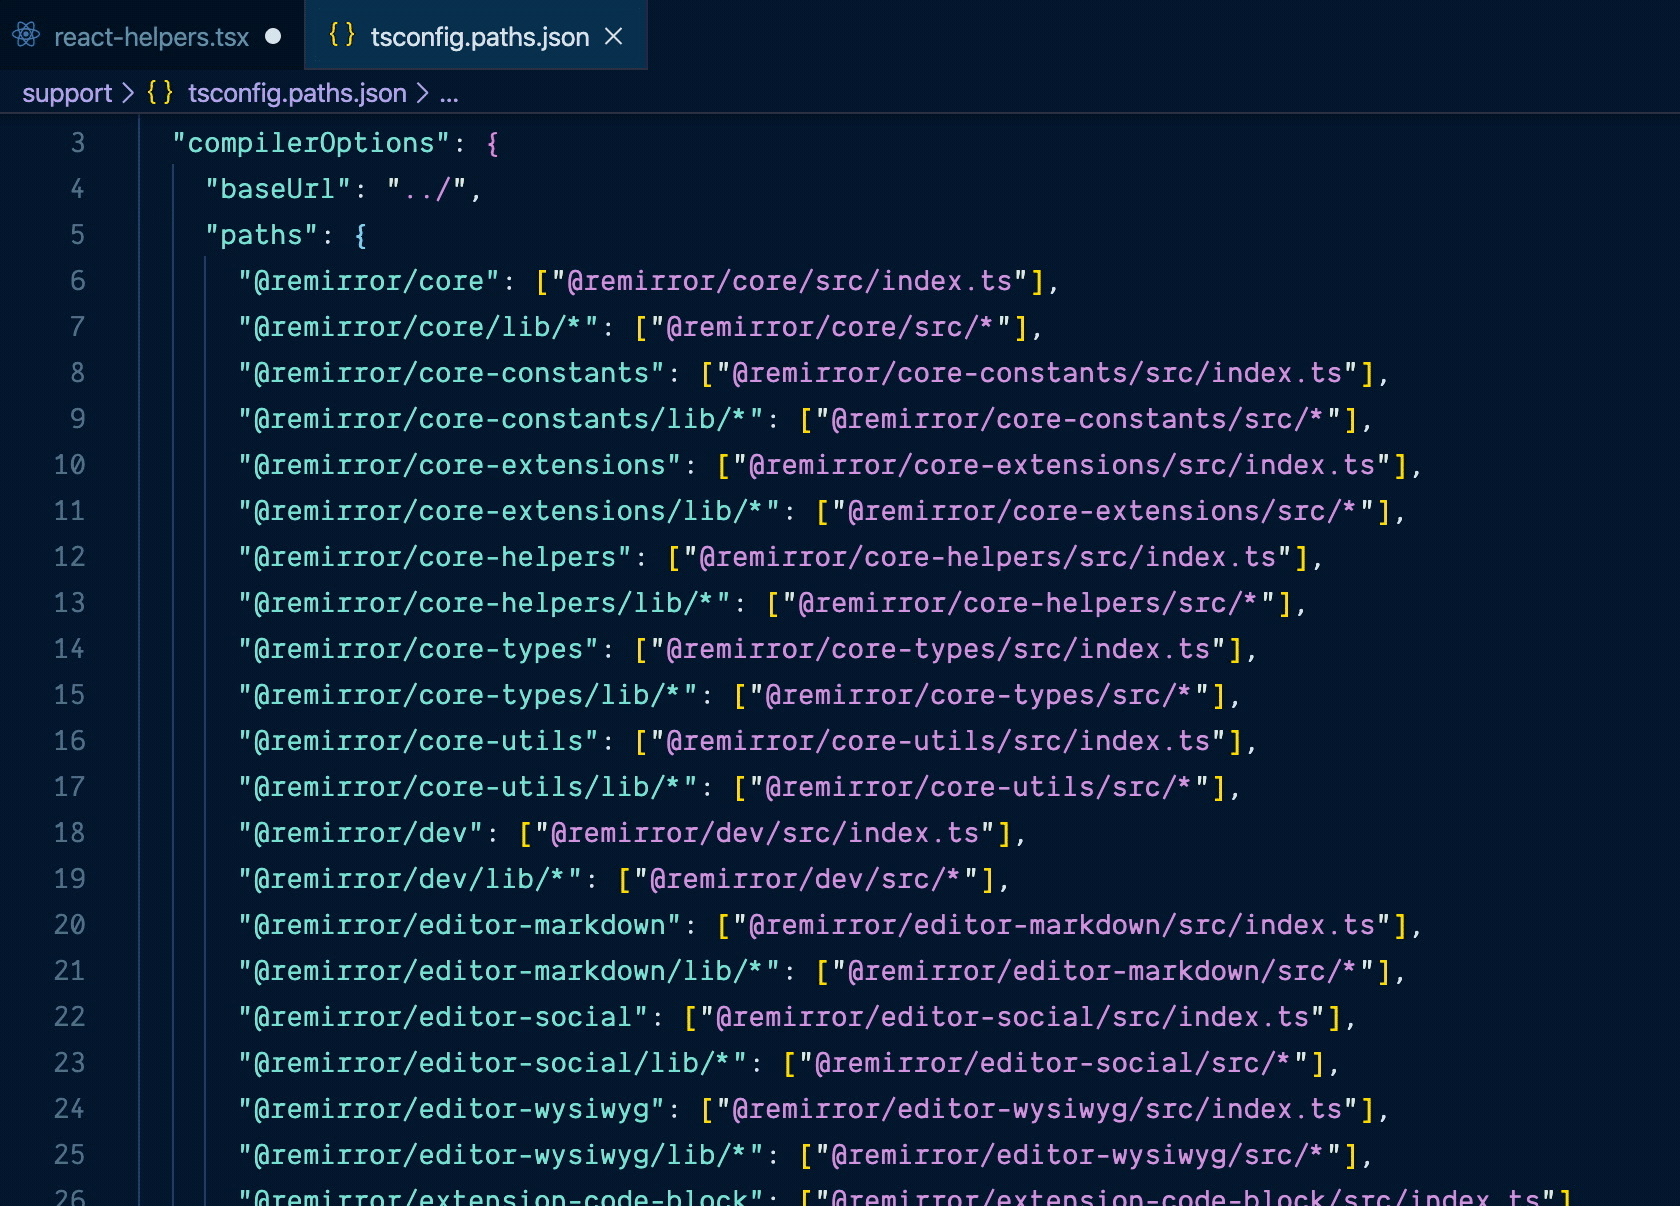 react-helpers.tsx
{} tsconfig.paths.json ×
support > {} tsconfig.paths.json > ...
3 "compilerOptions": {
4 "baseUrl": "../",
5 "paths": {
6 "@remirror/core": ["@remirror/core/src/index.ts"],
7 "@remirror/core/lib/*": ["@remirror/core/src/*"],
8 "@remirror/core-constants": ["@remirror/core-constants/src/index.ts"],
9 "@remirror/core-constants/lib/*": ["@remirror/core-constants/src/*"],
10 "@remirror/core-extensions": ["@remirror/core-extensions/src/index.ts"],
11 "@remirror/core-extensions/lib/*": ["@remirror/core-extensions/src/*"],
12 "@remirror/core-helpers": ["@remirror/core-helpers/src/index.ts"],
13 "@remirror/core-helpers/lib/*": ["@remirror/core-helpers/src/*"],
14 "@remirror/core-types": ["@remirror/core-types/src/index.ts"],
15 "@remirror/core-types/lib/*": ["@remirror/core-types/src/*"],
16 "@remirror/core-utils": ["@remirror/core-utils/src/index.ts"],
17 "@remirror/core-utils/lib/*": ["@remirror/core-utils/src/*"],
18 "@remirror/dev": ["@remirror/dev/src/index.ts"],
19 "@remirror/dev/lib/*": ["@remirror/dev/src/*"],
20 "@remirror/editor-markdown": ["@remirror/editor-markdown/src/index.ts"],
21 "@remirror/editor-markdown/lib/*": ["@remirror/editor-markdown/src/*"],
22 "@remirror/editor-social": ["@remirror/editor-social/src/index.ts"],
23 "@remirror/editor-social/lib/*": ["@remirror/editor-social/src/*"],
24 "@remirror/editor-wysiwyg": ["@remirror/editor-wysiwyg/src/index.ts"],
25 "@remirror/editor-wysiwyg/lib/*": ["@remirror/editor-wysiwyg/src/*"],
26 "@remirror/extension-code-block": ["@remirror/extension-code-block/src/index.ts"]